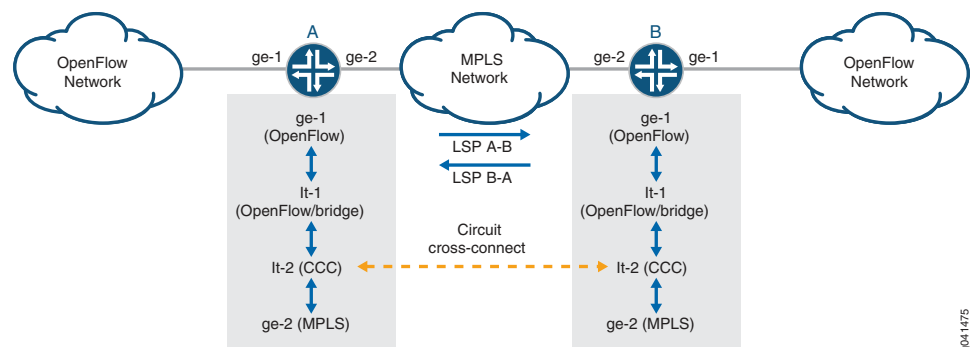 A
B
OpenFlow
Network
ge-1
ge-2
MPLS
Network
ge-2
ge-1
OpenFlow
Network
ge-1
(OpenFlow)
LSP A-B
LSP B-A
ge-1
(OpenFlow)
lt-1
(OpenFlow/bridge)
lt-1
(OpenFlow/bridge)
Circuit
cross-connect
lt-2 (CCC)
lt-2 (CCC)
ge-2 (MPLS)
ge-2 (MPLS)
041475